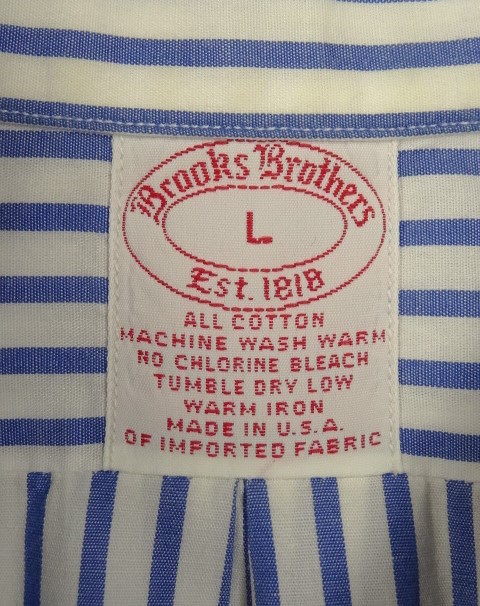 Brooks Brothers
L
Est. 1818
ALL COTTON
MACHINE WASH WARM
NO CHLORINE BLEACH
TUMBLE DRY LOW
WARM IRON
MADE IN U.S.A.
OF IMPORTED FABRIC